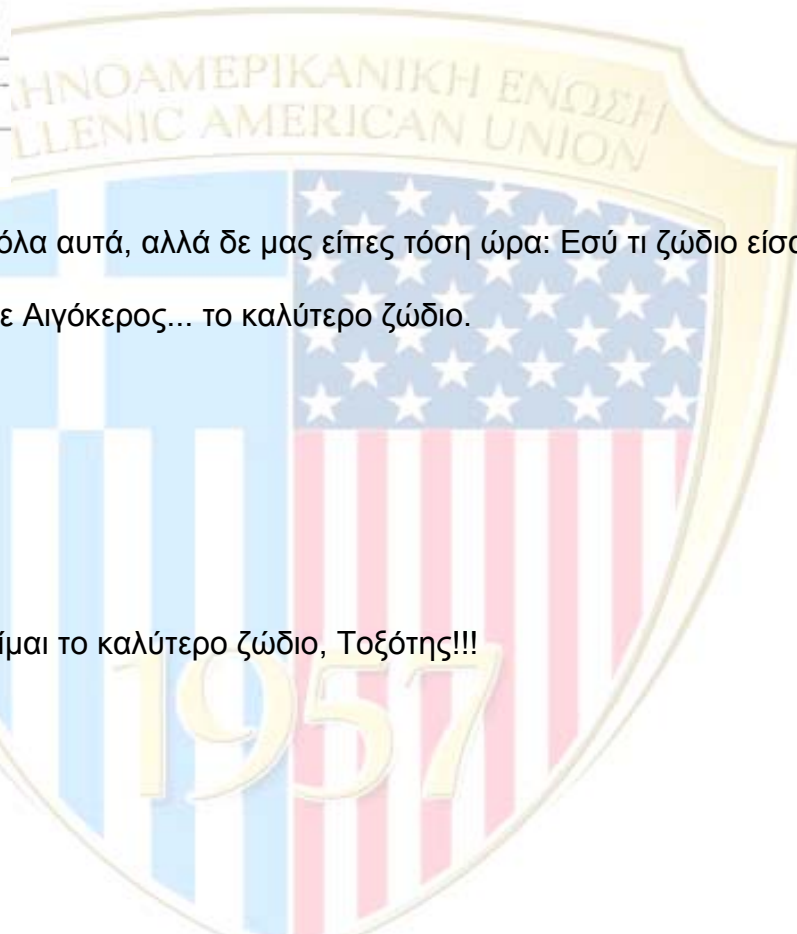 ΗΝΟΑΜΕΡΙΚΑΝΙΚΗ ΕΝΩΣΗ
LLENIC AMERICAN UNION
όλα αυτά, αλλά δε μας είπες τόση ώρα: Εσύ τι ζώδιο είσα
ε Αιγόκερος... το καλύτερο ζώδιο.
ίμαι το καλύτερο ζώδιο, Τοξότης!!!
1957